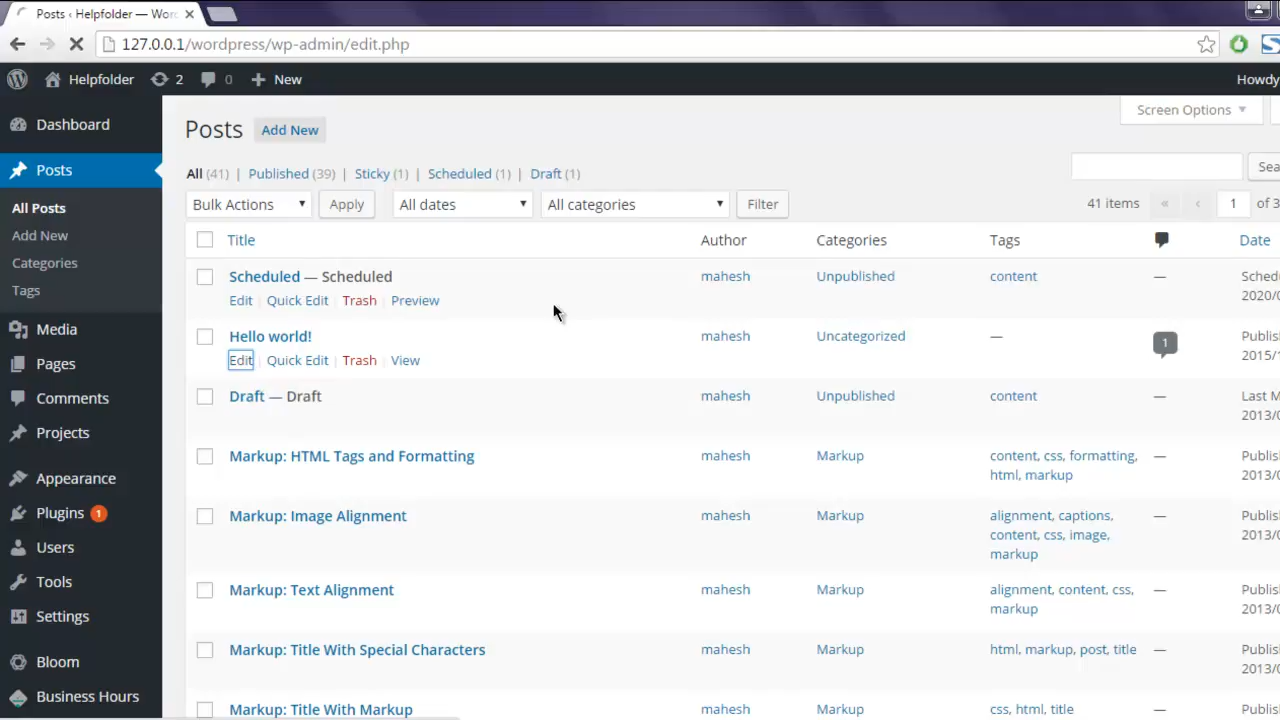 Posts ‹ Helpfolder — Wor
127.0.0.1/wordpress/wp-admin/edit.php
Helpfolder 2 0 New Howdy
Screen Options
Dashboard
Posts Add New
Posts
All (41) | Published (39) | Sticky (1) | Scheduled (1) | Draft (1)
Sea
All Posts
Bulk Actions Apply All dates All categories Filter 41 items « ‹ 1 of 3
Add New
Title Author Categories Tags Date
Categories
Scheduled — Scheduled mahesh Unpublished content — Sched
Tags
Edit | Quick Edit | Trash | Preview 2020/0
Media
Hello world! mahesh Uncategorized — 1 Publis
Pages
Edit | Quick Edit | Trash | View 2015/1
Comments
Draft — Draft mahesh Unpublished content — Last M
2013/0
Projects
Markup: HTML Tags and Formatting mahesh Markup content, css, formatting, — Publis
html, markup 2013/0
Appearance
Plugins 1
Markup: Image Alignment mahesh Markup alignment, captions, — Publis
content, css, image, 2013/0
markup
Users
Tools
Markup: Text Alignment mahesh Markup alignment, content, css, — Publis
markup 2013/0
Settings
Markup: Title With Special Characters mahesh Markup html, markup, post, title — Publis
2013/0
Bloom
Business Hours
Markup: Title With Markup mahesh Markup css, html, title — Publis